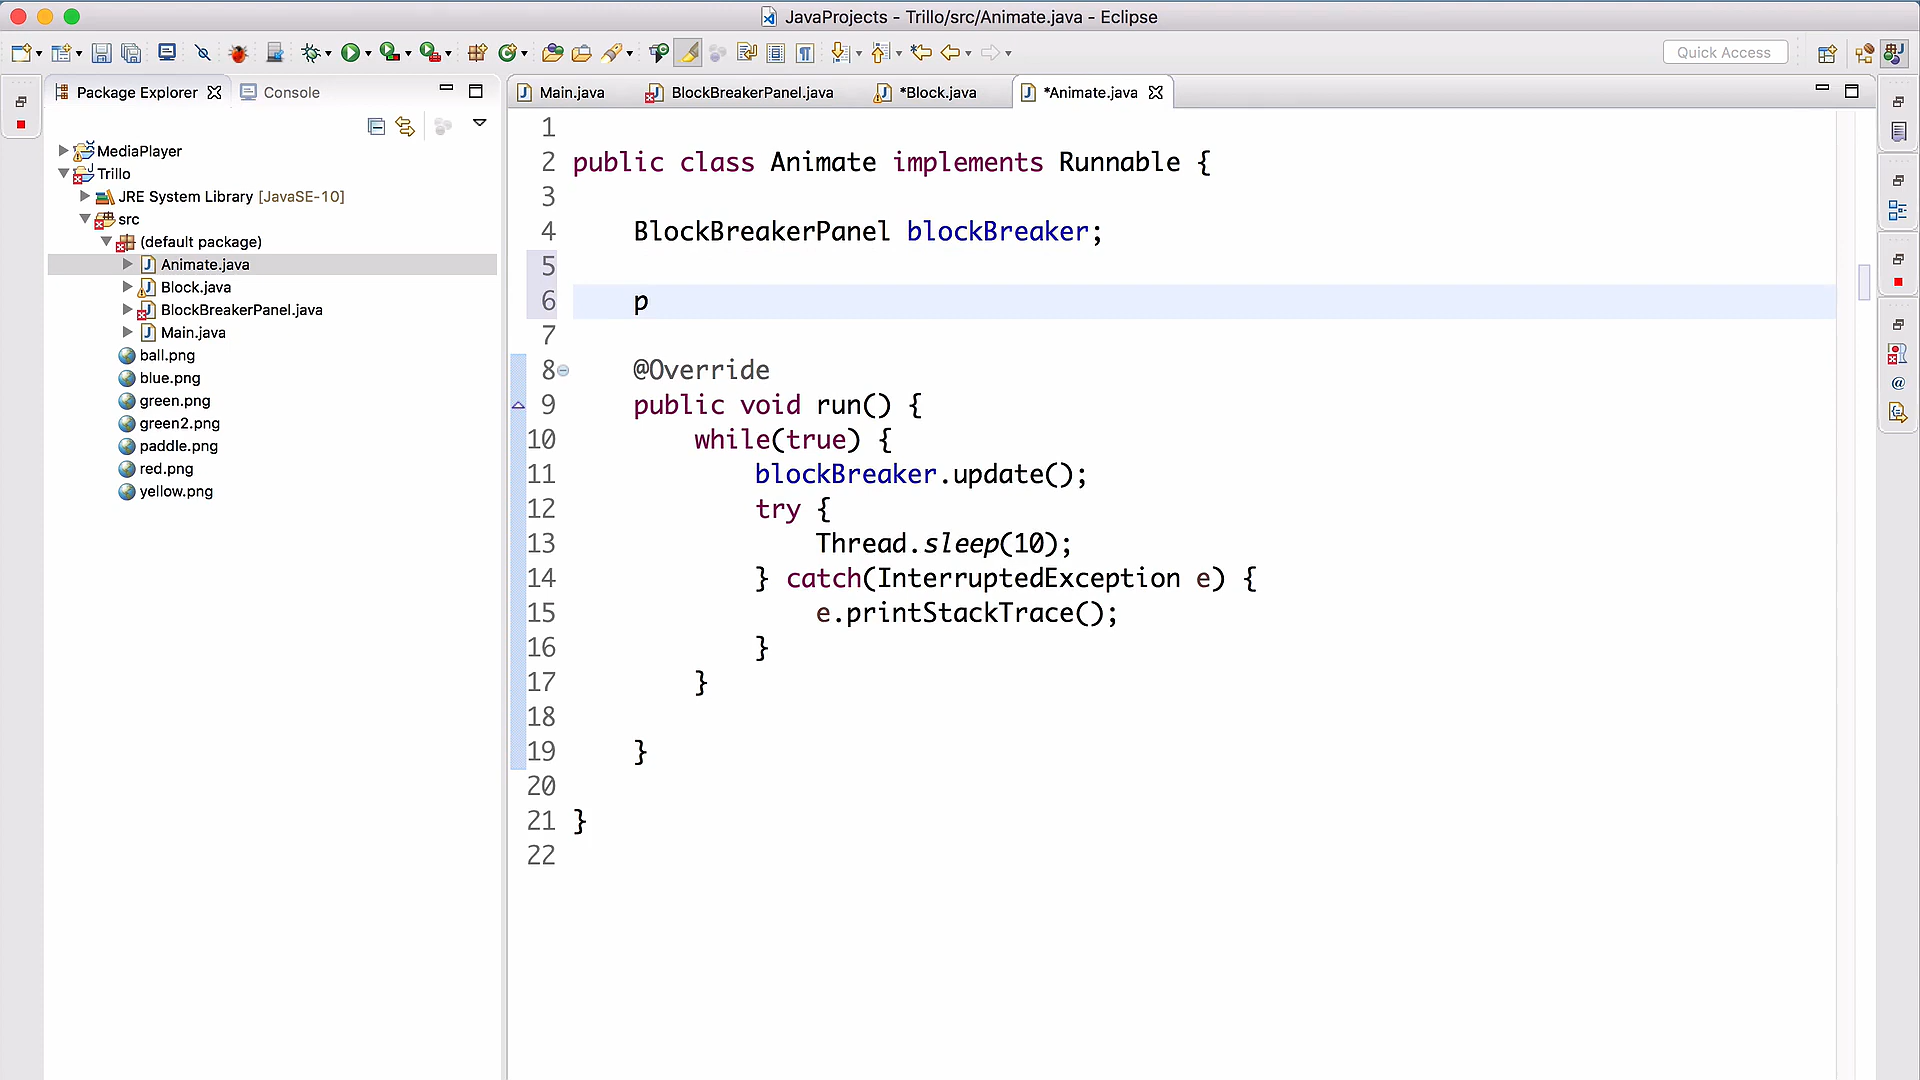 JavaProjects - Trillo/src/Animate.java - Eclipse
Quick Access
Package Explorer
Console
Main.java
BlockBreakerPanel.java
*Block.java
*Animate.java
MediaPlayer
Trillo
JRE System Library [JavaSE-10]
src
(default package)
Animate.java
Block.java
BlockBreakerPanel.java
Main.java
ball.png
blue.png
green.png
green2.png
paddle.png
red.png
yellow.png
1
2 public class Animate implements Runnable {
3
4 BlockBreakerPanel blockBreaker;
5
6 p
7
8 @Override
9 public void run() {
10 while(true) {
11 blockBreaker.update();
12 try {
13 Thread.sleep(10);
14 } catch(InterruptedException e) {
15 e.printStackTrace();
16 }
17 }
18
19 }
20
21 }
22